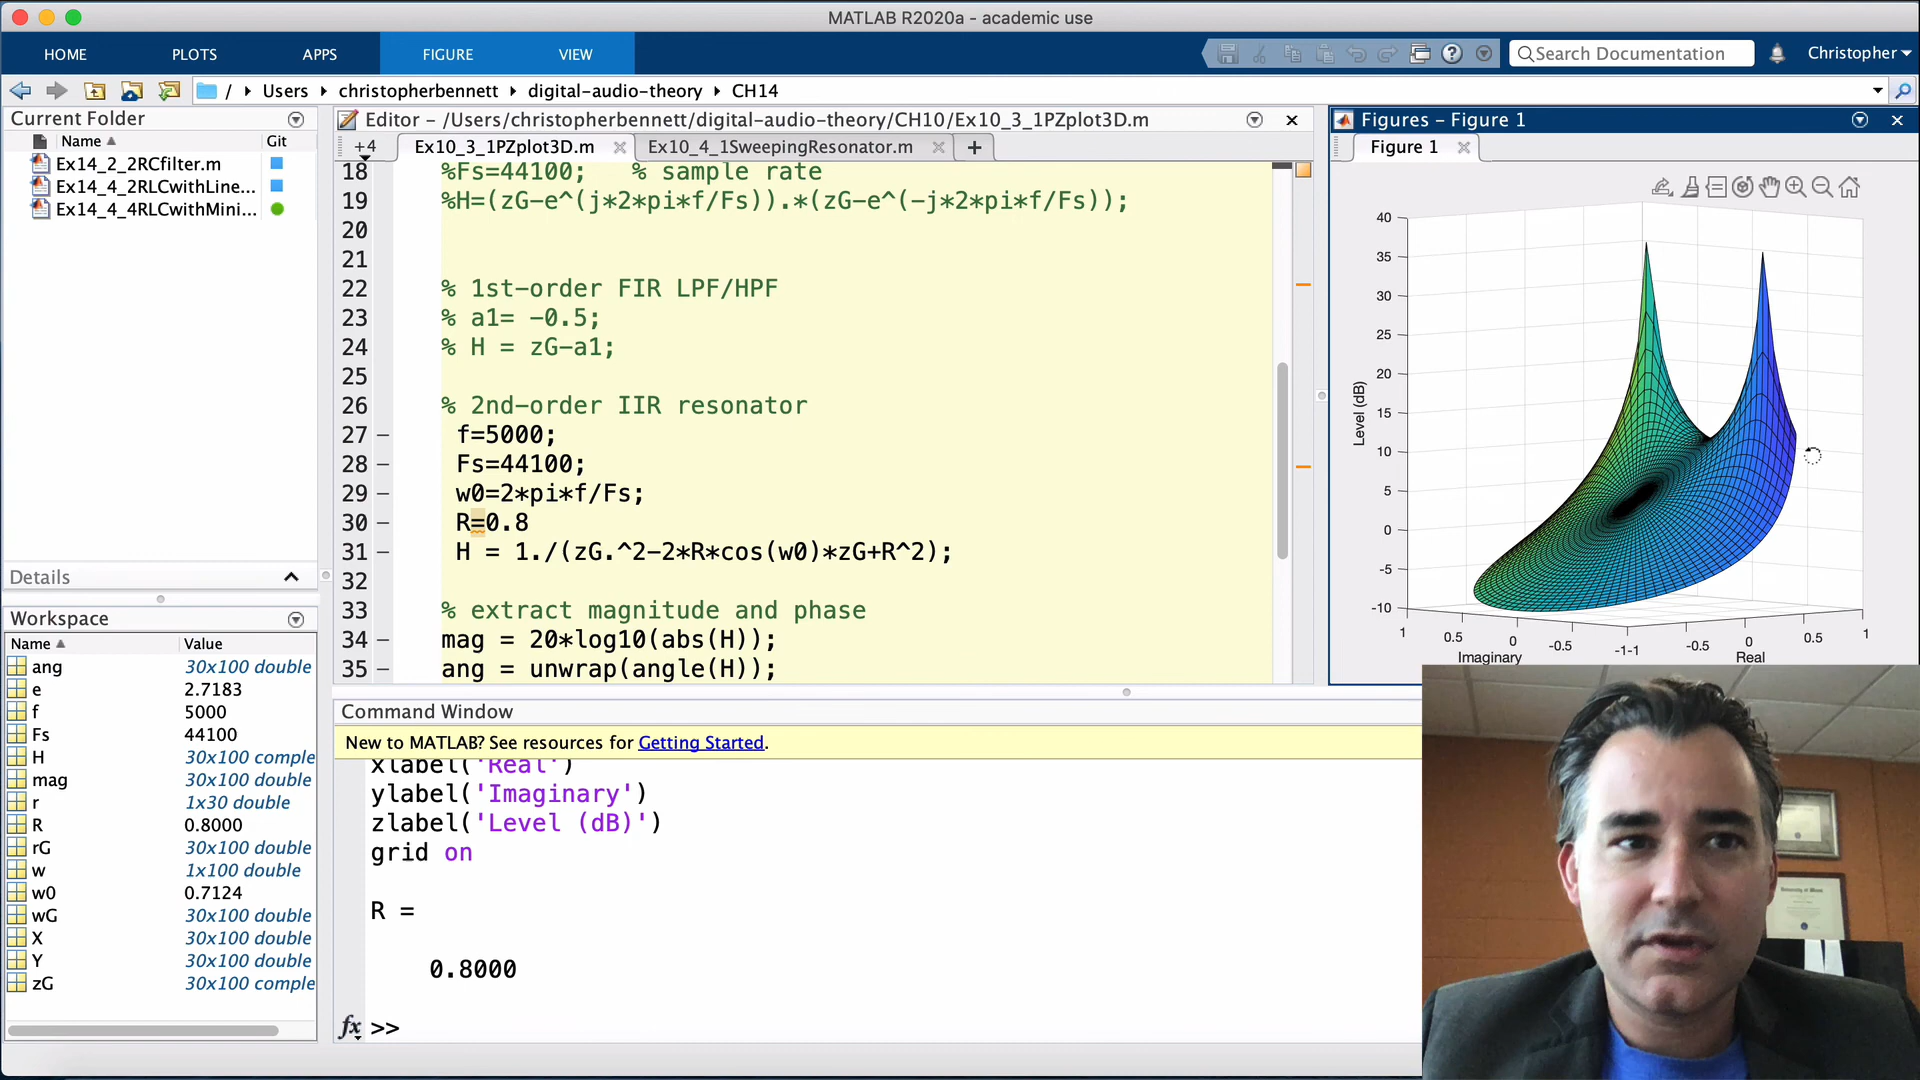 MATLAB R2020a - academic use
HOME
PLOTS
APPS
FIGURE
VIEW
Search Documentation
Christopher
/ ▸ Users ▸ christopherbennett ▸ digital-audio-theory ▸ CH14
Current Folder
Name
Git
Ex14_2_2RCfilter.m
Ex14_4_2RLCwithLine...
Ex14_4_4RLCwithMini...
Details
Workspace
Name
Value
ang 30x100 double
e 2.7183
f 5000
Fs 44100
H 30x100 comple
mag 30x100 double
r 1x30 double
R 0.8000
rG 30x100 double
w 1x100 double
w0 0.7124
wG 30x100 double
X 30x100 double
Y 30x100 double
zG 30x100 comple
Editor - /Users/christopherbennett/digital-audio-theory/CH10/Ex10_3_1PZplot3D.m
+4
Ex10_3_1PZplot3D.m
Ex10_4_1SweepingResonator.m
18 %Fs=44100; % sample rate
19 %H=(zG-e^(j*2*pi*f/Fs)).*(zG-e^(-j*2*pi*f/Fs));
20
21
22 % 1st-order FIR LPF/HPF
23 % a1= -0.5;
24 % H = zG-a1;
25
26 % 2nd-order IIR resonator
27 – f=5000;
28 – Fs=44100;
29 – w0=2*pi*f/Fs;
30 – R=0.8
31 – H = 1./(zG.^2-2*R*cos(w0)*zG+R^2);
32
33 % extract magnitude and phase
34 – mag = 20*log10(abs(H));
35 – ang = unwrap(angle(H));
Command Window
New to MATLAB? See resources for Getting Started.
xlabel('Real')
ylabel('Imaginary')
zlabel('Level (dB)')
grid on
R =
0.8000
fx >>
Figures - Figure 1
Figure 1
40
35
30
25
20
15
10
5
0
-5
-10
Level (dB)
1
0.5
0
-0.5
-1
Imaginary
-1
-0.5
0
0.5
1
Real